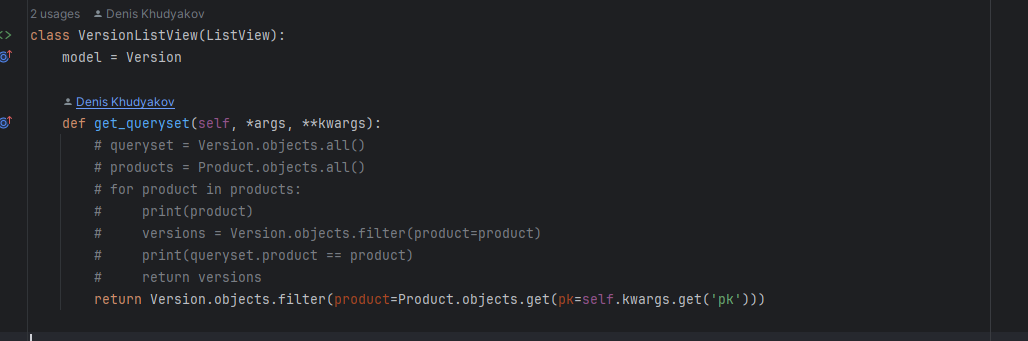 2 usages Denis Khudyakov
class VersionListView(ListView):
    model = Version
Denis Khudyakov
    def get_queryset(self, *args, **kwargs):
        # queryset = Version.objects.all()
        # products = Product.objects.all()
        # for product in products:
        #     print(product)
        #     versions = Version.objects.filter(product=product)
        #     print(queryset.product == product)
        #     return versions
        return Version.objects.filter(product=Product.objects.get(pk=self.kwargs.get('pk')))